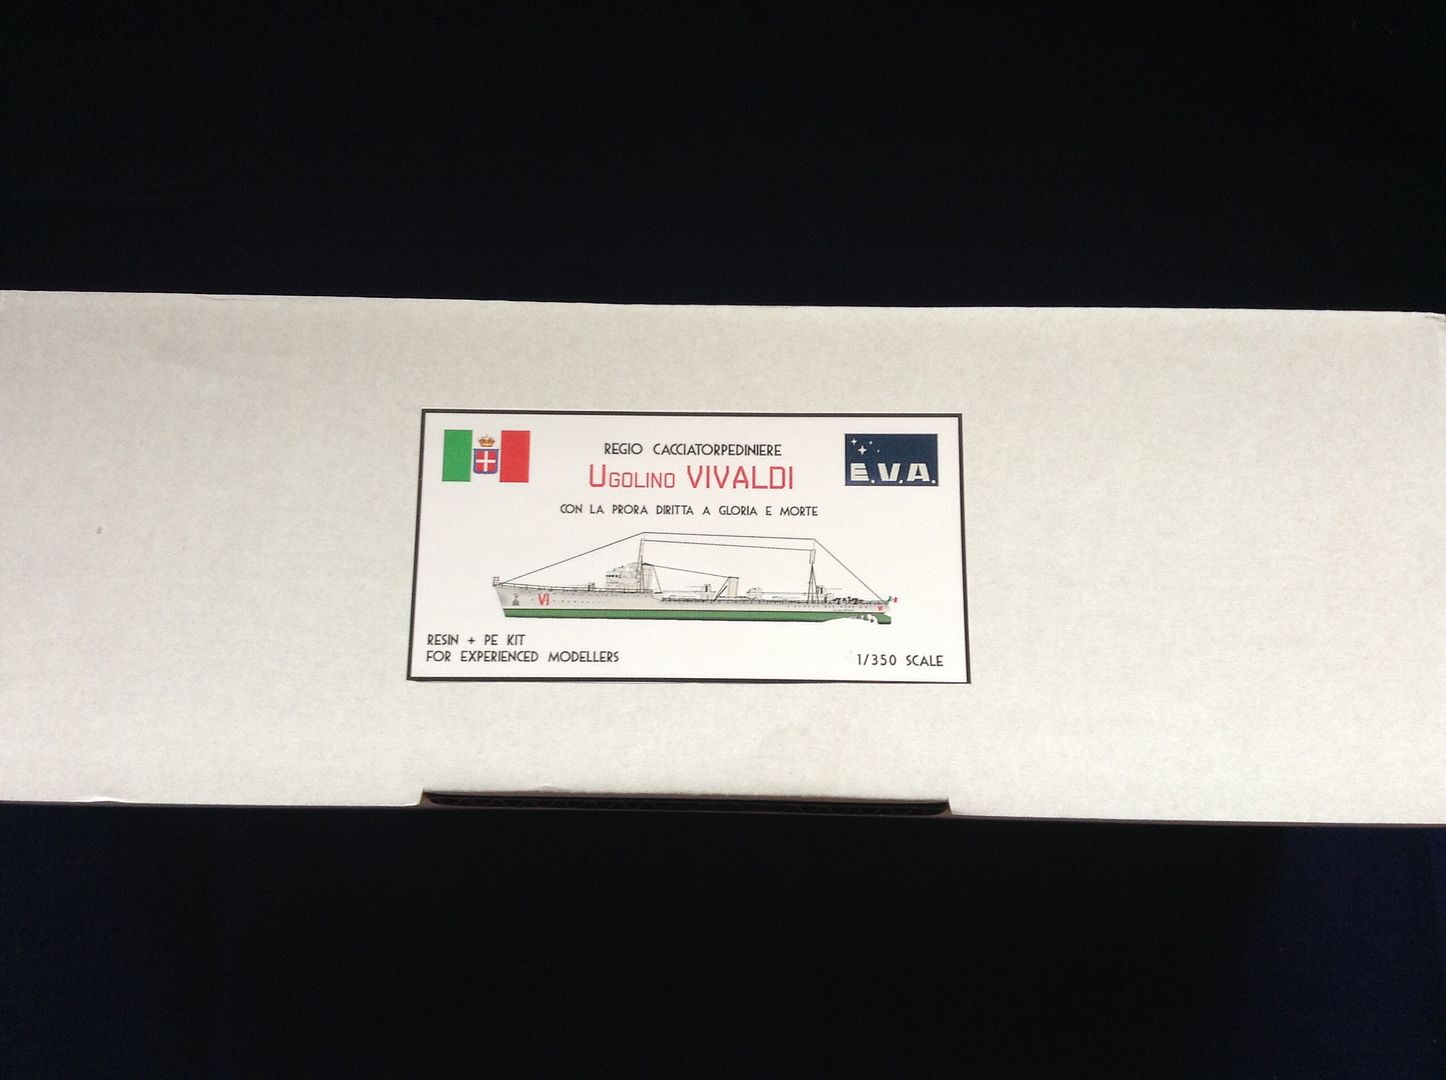 REGIO CACCIATORPEDINIERE
UGOLINO VIVALDI
E.V.A.
CON LA PRORA DIRITTA A GLORIA E MORTE
VI
RESIN + PE KIT
FOR EXPERIENCED MODELLERS
1/350 SCALE